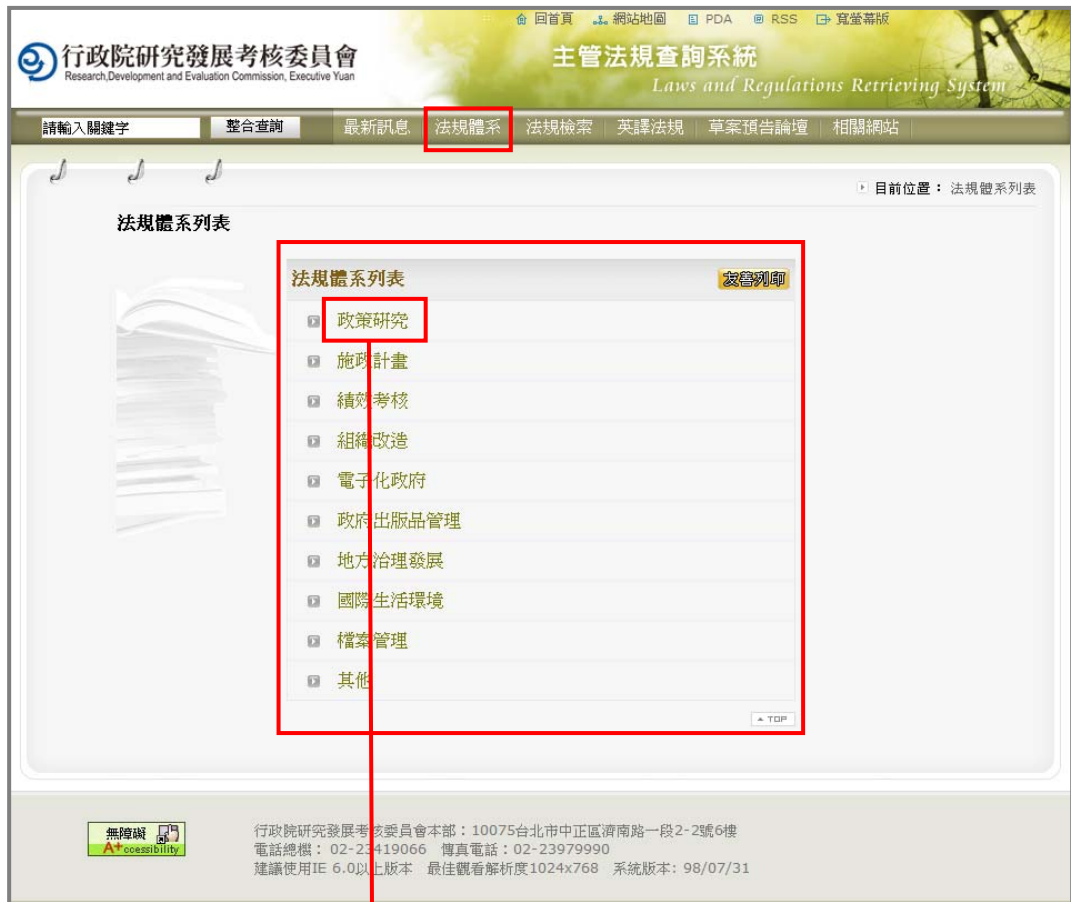 回首頁 網站地圖 PDA RSS 寬螢幕版
行政院研究發展考核委員會
Research,Development and Evaluation Commission, Executive Yuan
主管法規查詢系統
Laws and Regulations Retrieving System
請輸入關鍵字 整合查詢 最新訊息 法規體系 法規檢索 英譯法規 草案預告論壇 相關網站
目前位置： 法規體系列表
法規體系列表
法規體系列表 友善列印
政策研究
施政計畫
績效考核
組織改造
電子化政府
政府出版品管理
地方治理發展
國際生活環境
檔案管理
其他
TOP
無障礙
A+ccessibility
行政院研究發展考核委員會本部：10075台北市中正區濟南路一段2-2號6樓
電話總機：02-23419066 傳真電話：02-23979990
建議使用IE 6.0以上版本 最佳觀看解析度1024x768 系統版本：98/07/31